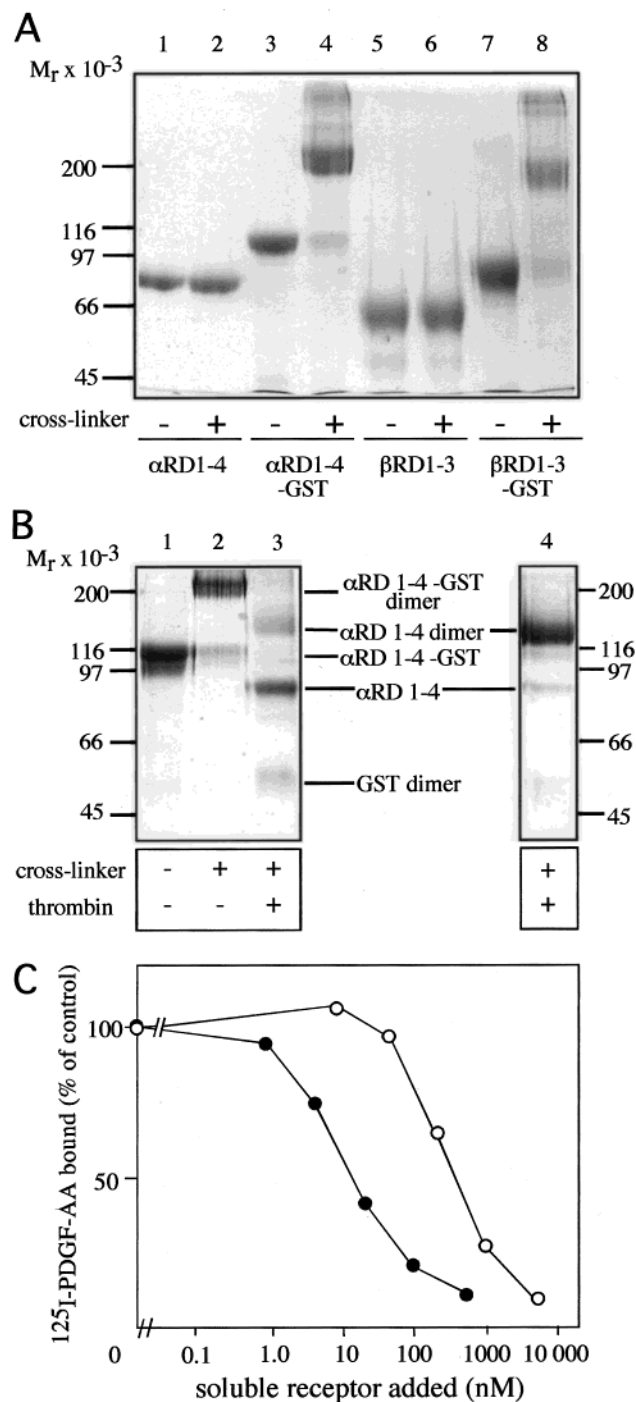 A
1 2 3 4 5 6 7 8
Mr x 10-3
200
116
97
66
45
cross-linker - + - + - + - +
αRD1-4 αRD1-4 -GST βRD1-3 βRD1-3 -GST
B
Mr x 10-3
1 2 3 4
200 αRD 1-4 -GST dimer 200
αRD 1-4 dimer
116 αRD 1-4 -GST 116
97 97
αRD 1-4
66 66
GST dimer
45 45
cross-linker - + + +
thrombin - - + +
C
125I-PDGF-AA bound (% of control)
100
50
0 0.1 1.0 10 100 1000 10 000
soluble receptor added (nM)